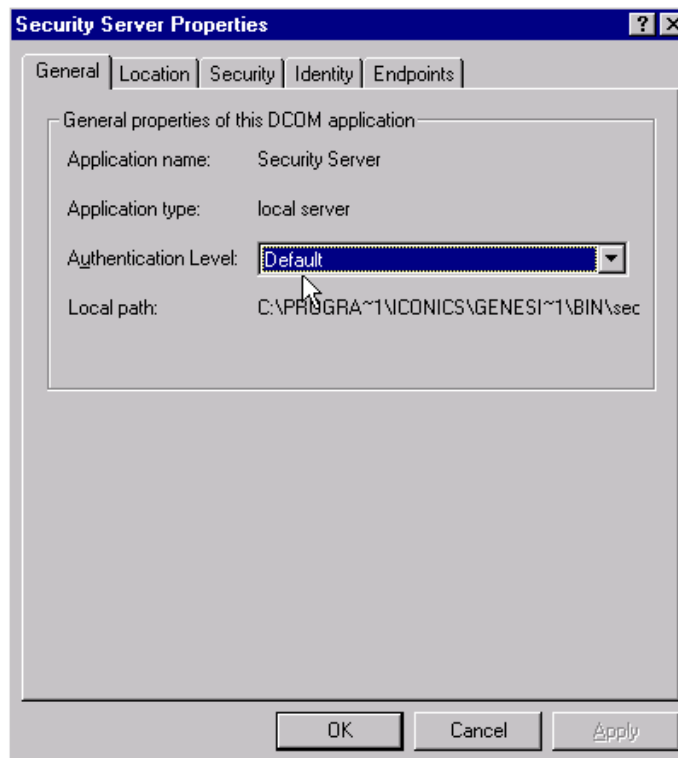 Security Server Properties
General Location Security Identity Endpoints
General properties of this DCOM application
Application name: Security Server
Application type: local server
Authentication Level: Default
Local path: C:\PROGRA~1\ICONICS\GENESI~1\BIN\sec
OK Cancel Apply